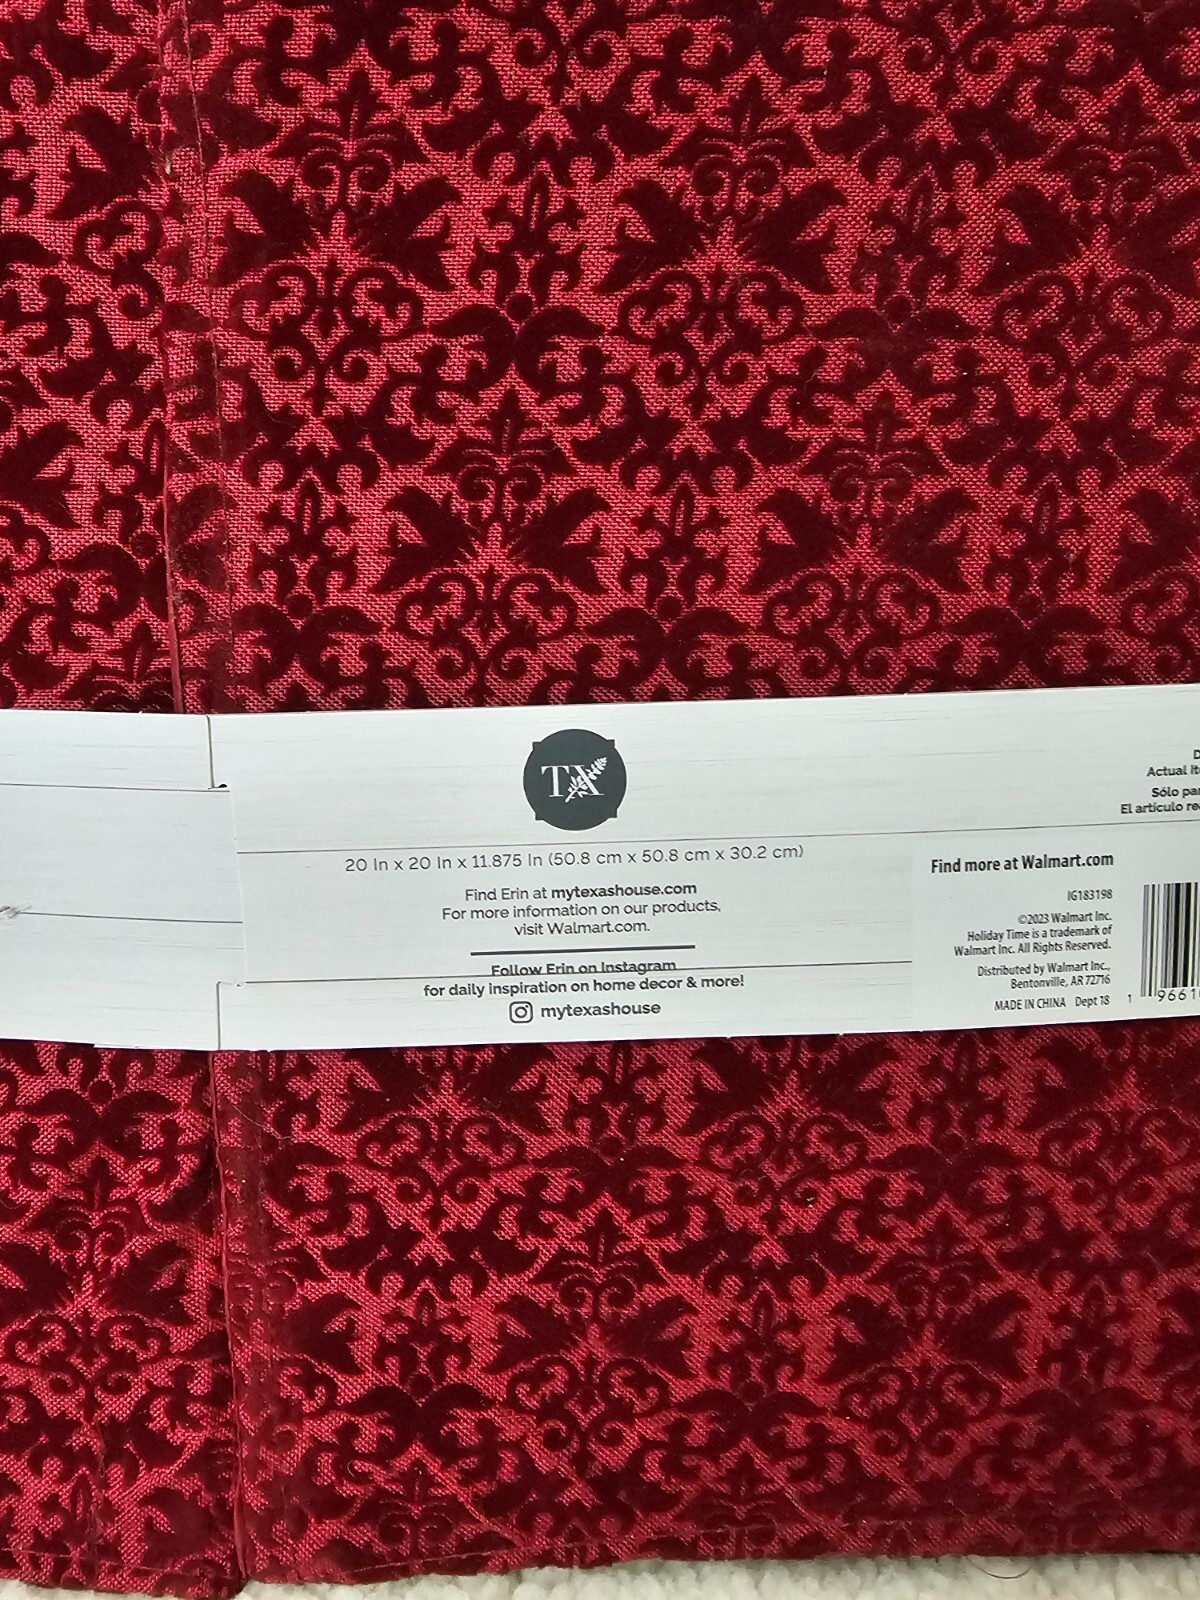 TX
20 In x 20 In x 11.875 In (50.8 cm x 50.8 cm x 30.2 cm)
Find Erin at mytexashouse.com
For more information on our products,
visit Walmart.com.
Follow Erin on Instagram
for daily inspiration on home decor & more!
mytexashouse
D
Actual It
Sólo pa
El artículo re
Find more at Walmart.com
IG183198
©2023 Walmart Inc.
Holiday Time is a trademark of
Walmart Inc. All Rights Reserved.
Distributed by Walmart Inc.,
Bentonville, AR 72716
MADE IN CHINA Dept 18
1 9661